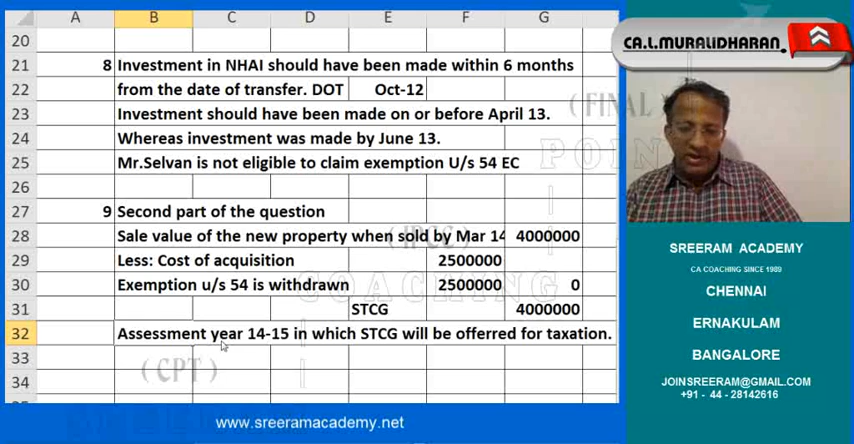 A B C D E F G
20
21 8 Investment in NHAI should have been made within 6 months
22 from the date of transfer. DOT Oct-12
23 Investment should have been made on or before April 13.
24 Whereas investment was made by June 13.
25 Mr.Selvan is not eligible to claim exemption U/s 54 EC
26
27 9 Second part of the question
28 Sale value of the new property when sold by Mar 14 4000000
29 Less: Cost of acquisition 2500000
30 Exemption u/s 54 is withdrawn 2500000 0
31 STCG 4000000
32 Assessment year 14-15 in which STCG will be offerred for taxation.
33
34
(FINAL)
POIN
(IPCC)
COACHING
(CPT)
CA.L.MURALIDHARAN.
SREERAM ACADEMY
CA COACHING SINCE 1989
CHENNAI
ERNAKULAM
BANGALORE
JOINSREERAM@GMAIL.COM
+91 - 44 - 28142616
www.sreeramacademy.net